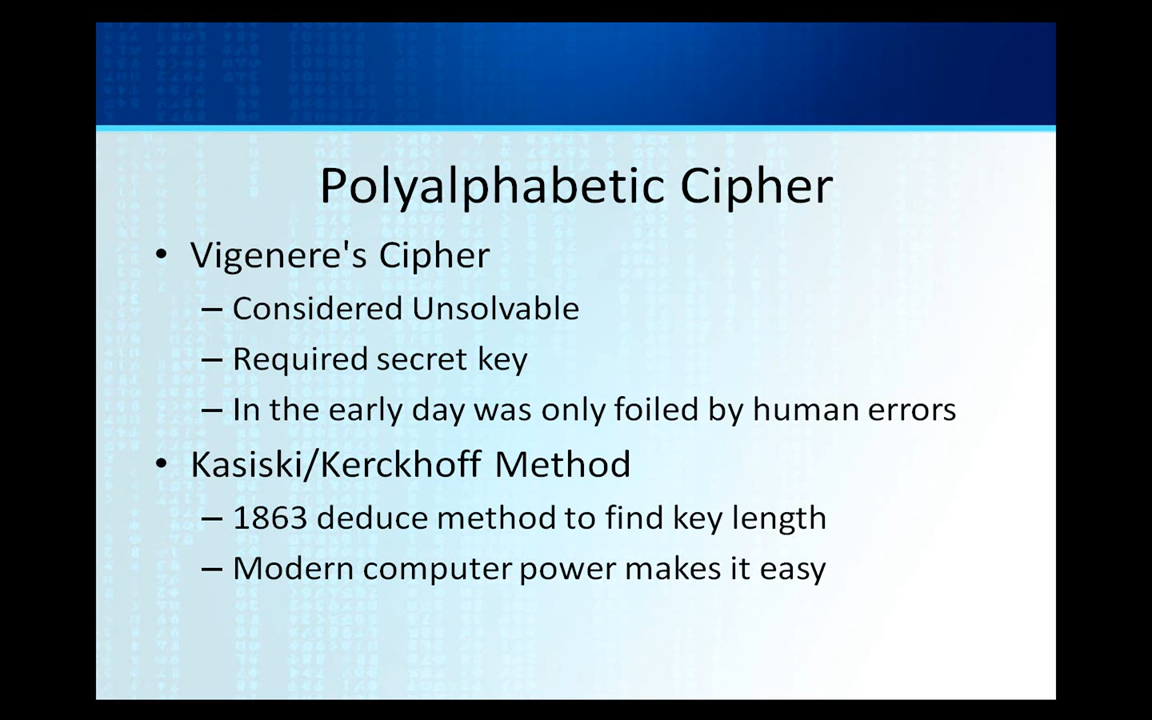 Polyalphabetic Cipher
• Vigenere's Cipher
– Considered Unsolvable
– Required secret key
– In the early day was only foiled by human errors
• Kasiski/Kerckhoff Method
– 1863 deduce method to find key length
– Modern computer power makes it easy